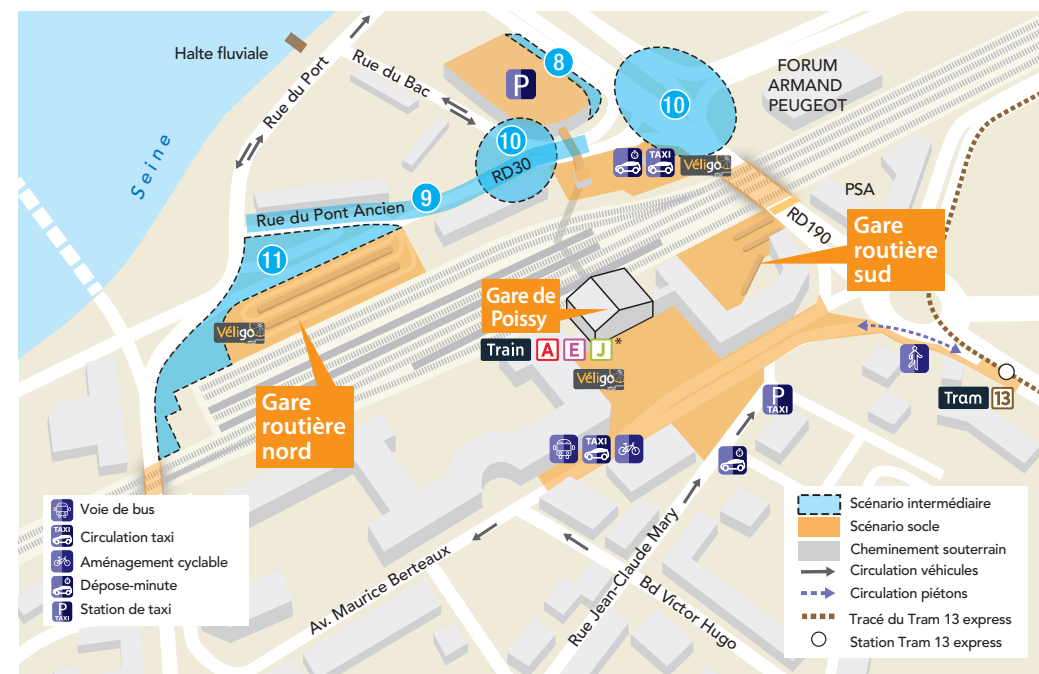 Halte fluviale
Rue du Port
Rue du Bac
Seine
8
P
10
10
FORUM
ARMAND
PEUGEOT
TAXI
Véligo
RD30
9
Rue du Pont Ancien
PSA
RD190
Gare
routière
sud
11
Gare de
Poissy
Train A E J*
Véligo
Véligo
Gare
routière
nord
Tram 13
P
TAXI
TAXI
Av. Maurice Berteaux
Rue Jean-Claude Mary
Bd Victor Hugo
Voie de bus
TAXI
Circulation taxi
Aménagement cyclable
Dépose-minute
P
TAXI
Station de taxi
Scénario intermédiaire
Scénario socle
Cheminement souterrain
Circulation véhicules
Circulation piétons
Tracé du Tram 13 express
Station Tram 13 express